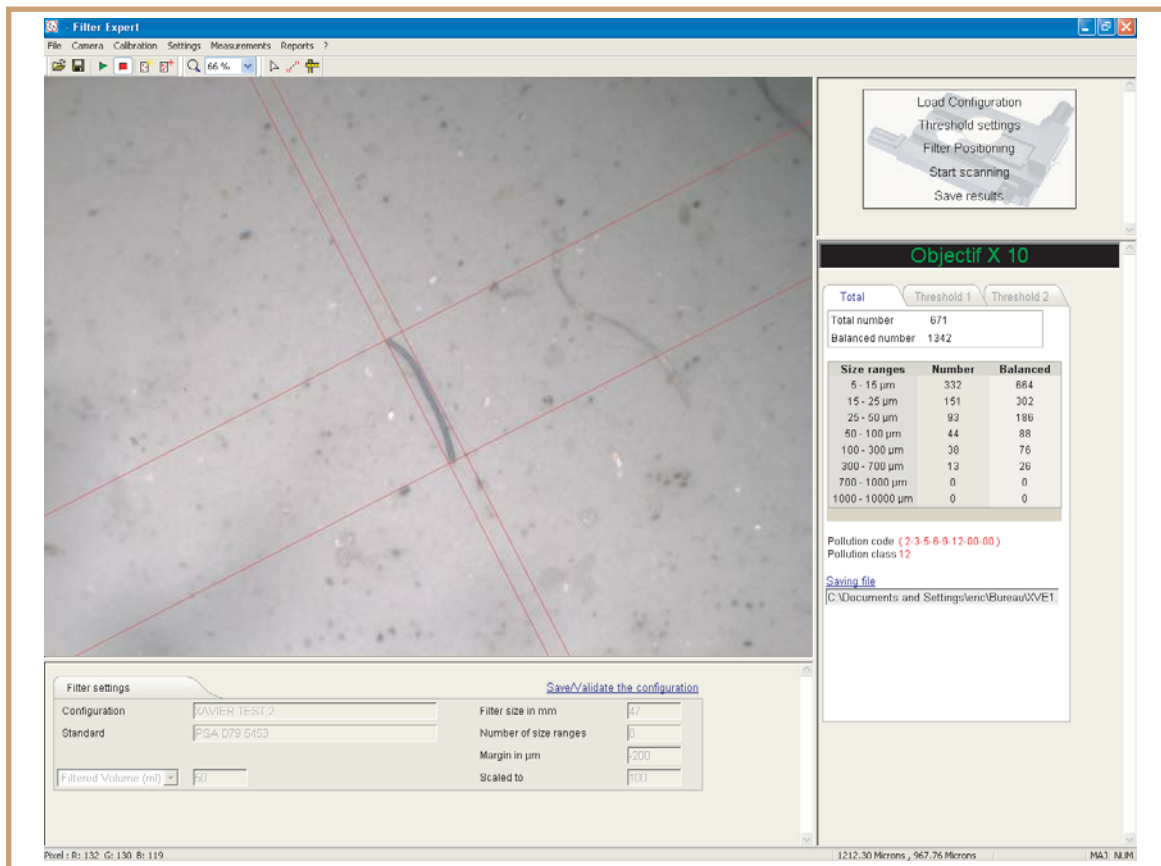 - Filter Expert
File Camera Calibration Settings Measurements Reports ?
66 %
Load Configuration
Threshold settings
Filter Positioning
Start scanning
Save results
Objectif X 10
Total Threshold 1 Threshold 2
Total number 671
Balanced number 1342
Size ranges Number Balanced
5 - 15 µm 332 664
15 - 25 µm 151 302
25 - 50 µm 93 186
50 - 100 µm 44 88
100 - 300 µm 38 76
300 - 700 µm 13 26
700 - 1000 µm 0 0
1000 - 10000 µm 0 0
Pollution code ( 2-3-5-6-9-12-00-00 )
Pollution class 12
Saving file
C:\Documents and Settings\eric\Bureau\XVE1.
Filter settings Save/Validate the configuration
Configuration XAVIER TEST 2 Filter size in mm 47
Standard PSA D79 5453 Number of size ranges 8
Margin in µm -200
Filtered Volume (ml) 50 Scaled to 100
Pixel : R: 132 G: 130 B: 119 1212.30 Microns , 967.76 Microns MAJ NUM